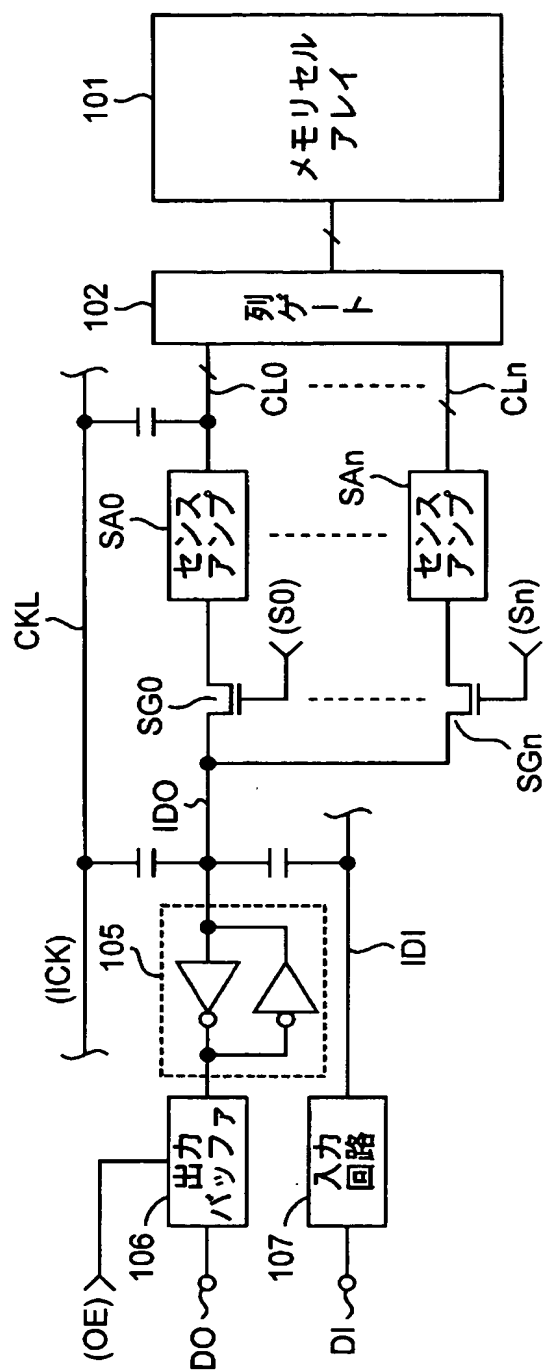 101
メモリセル
アレイ
102
列
ゲート
CL0
CLn
CKL
SA0
センス
アンプ
SAn
センス
アンプ
SG0
(S0)
SGn
(Sn)
IDO
(ICK)
105
IDI
(OE)
106
出力
バッファ
DO
107
入力
回路
DI